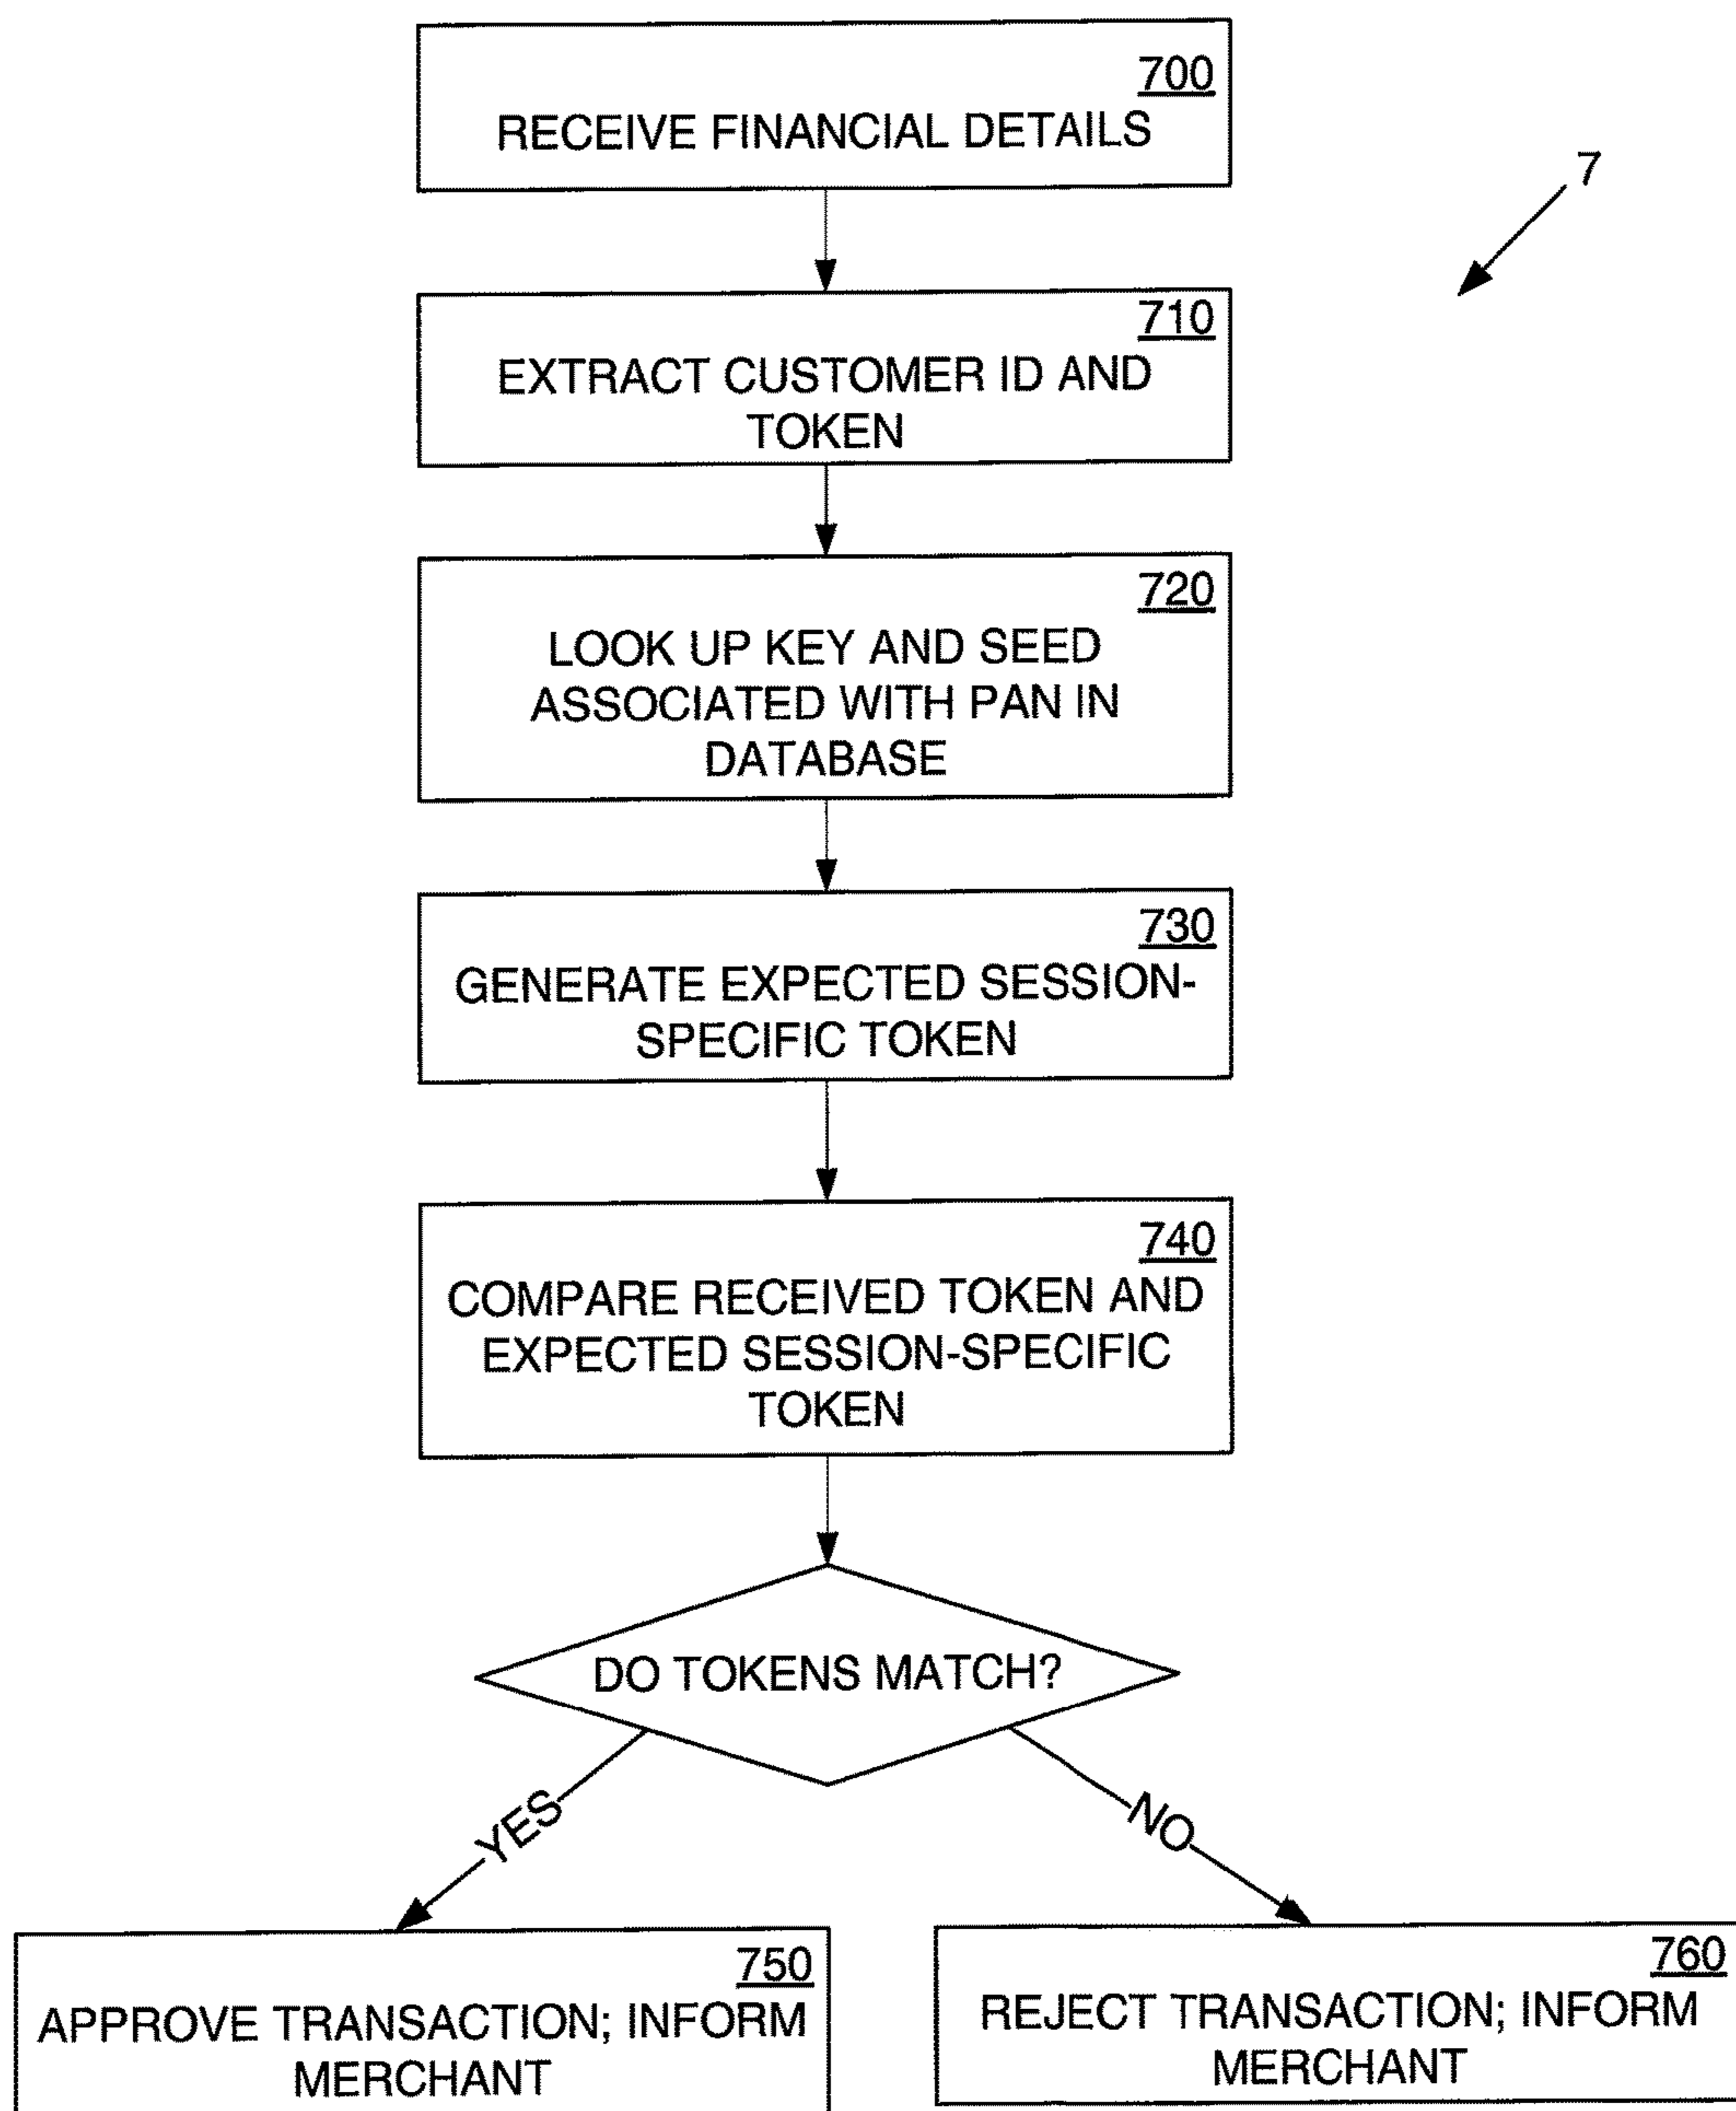 700
RECEIVE FINANCIAL DETAILS
7
710
EXTRACT CUSTOMER ID AND
TOKEN
720
LOOK UP KEY AND SEED
ASSOCIATED WITH PAN IN
DATABASE
730
GENERATE EXPECTED SESSION-
SPECIFIC TOKEN
740
COMPARE RECEIVED TOKEN AND
EXPECTED SESSION-SPECIFIC
TOKEN
DO TOKENS MATCH?
YES
NO
750
APPROVE TRANSACTION; INFORM
MERCHANT
760
REJECT TRANSACTION; INFORM
MERCHANT